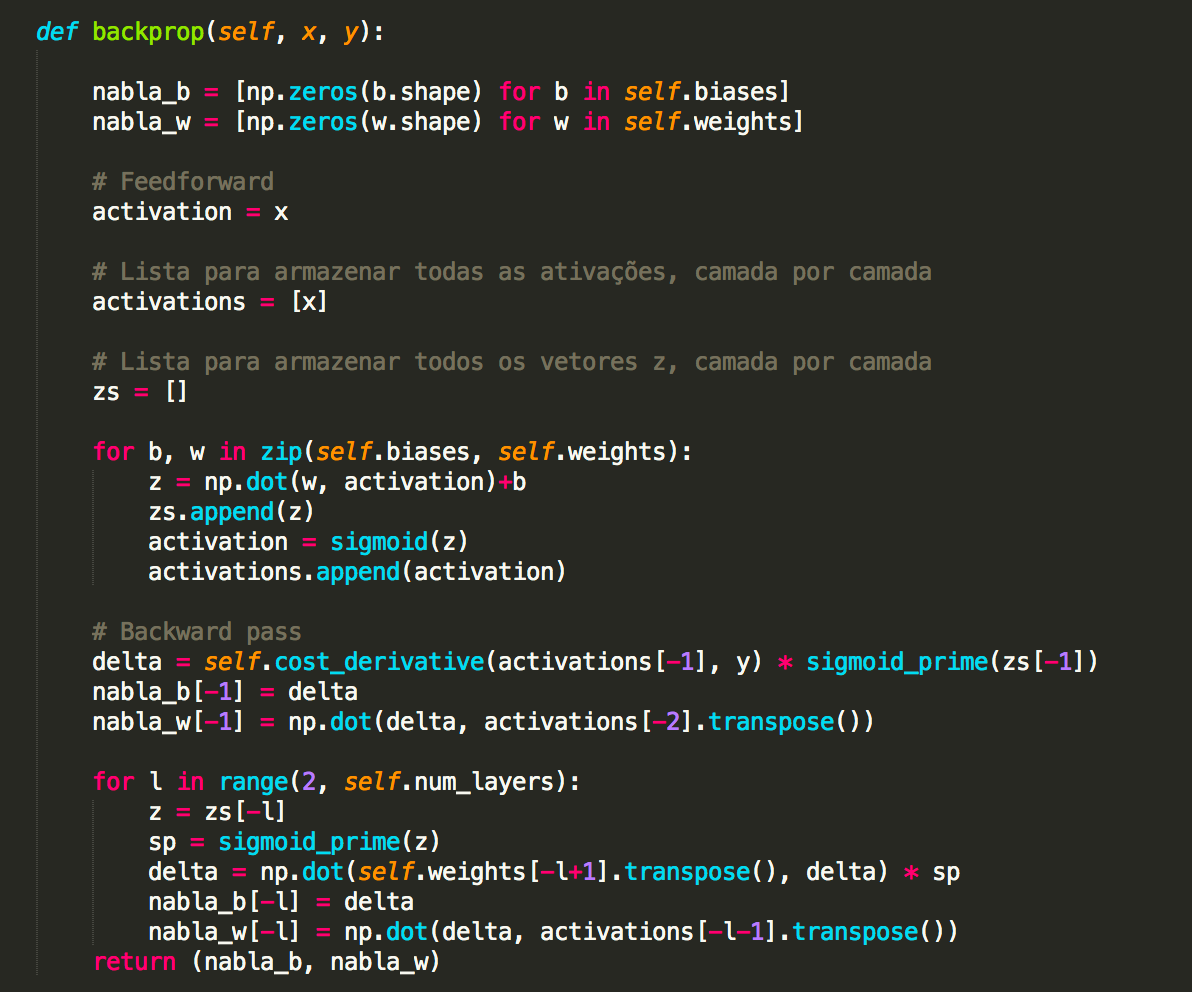 def backprop(self, x, y):
nabla_b = [np.zeros(b.shape) for b in self.biases]
nabla_w = [np.zeros(w.shape) for w in self.weights]
# Feedforward
activation = x
# Lista para armazenar todas as ativações, camada por camada
activations = [x]
# Lista para armazenar todos os vetores z, camada por camada
zs = []
for b, w in zip(self.biases, self.weights):
z = np.dot(w, activation)+b
zs.append(z)
activation = sigmoid(z)
activations.append(activation)
# Backward pass
delta = self.cost_derivative(activations[-1], y) * sigmoid_prime(zs[-1])
nabla_b[-1] = delta
nabla_w[-1] = np.dot(delta, activations[-2].transpose())
for l in range(2, self.num_layers):
z = zs[-l]
sp = sigmoid_prime(z)
delta = np.dot(self.weights[-l+1].transpose(), delta) * sp
nabla_b[-l] = delta
nabla_w[-l] = np.dot(delta, activations[-l-1].transpose())
return (nabla_b, nabla_w)